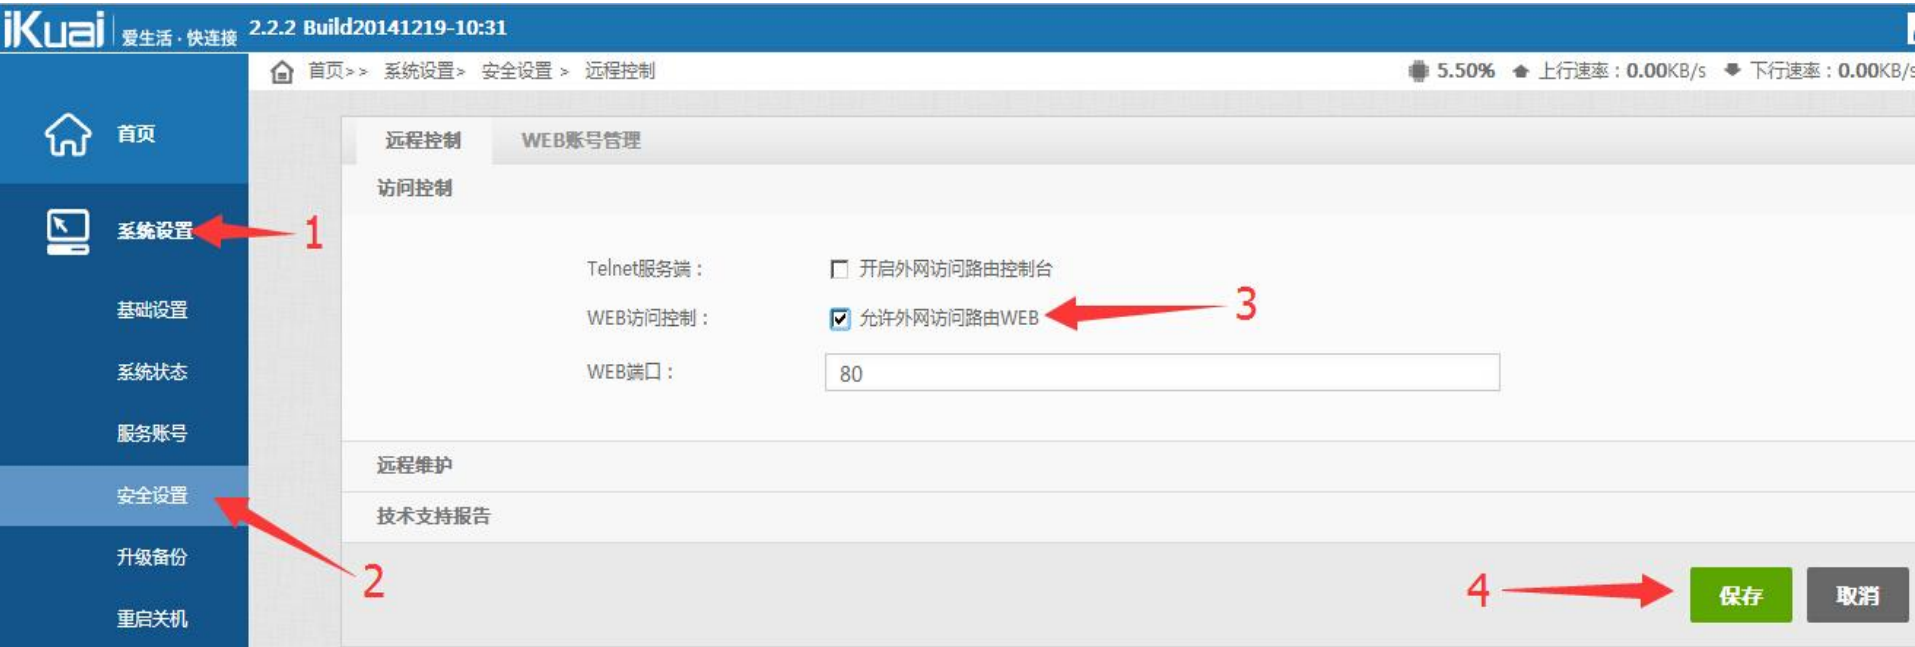 iKuai 爱生活·快连接 2.2.2 Build20141219-10:31
首页>> 系统设置> 安全设置 > 远程控制
5.50% 上行速率：0.00KB/s 下行速率：0.00KB/s
首页
系统设置
基础设置
系统状态
服务账号
安全设置
升级备份
重启关机
1
2
远程控制 WEB账号管理
访问控制
Telnet服务端： 开启外网访问路由控制台
WEB访问控制： 允许外网访问路由WEB
3
WEB端口： 80
远程维护
技术支持报告
4
保存 取消